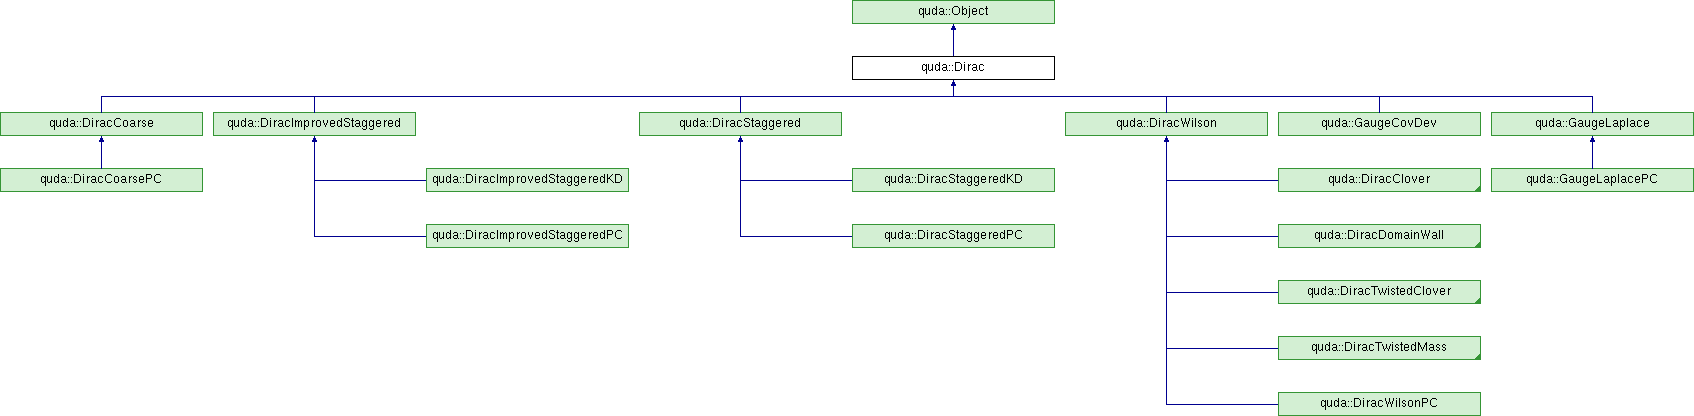 quda::Object
quda::Dirac
quda::DiracCoarse
quda::DiracImprovedStaggered
quda::DiracStaggered
quda::DiracWilson
quda::GaugeCovDev
quda::GaugeLaplace
quda::DiracCoarsePC
quda::DiracImprovedStaggeredKD
quda::DiracStaggeredKD
quda::DiracClover
quda::GaugeLaplacePC
quda::DiracImprovedStaggeredPC
quda::DiracStaggeredPC
quda::DiracDomainWall
quda::DiracTwistedClover
quda::DiracTwistedMass
quda::DiracWilsonPC